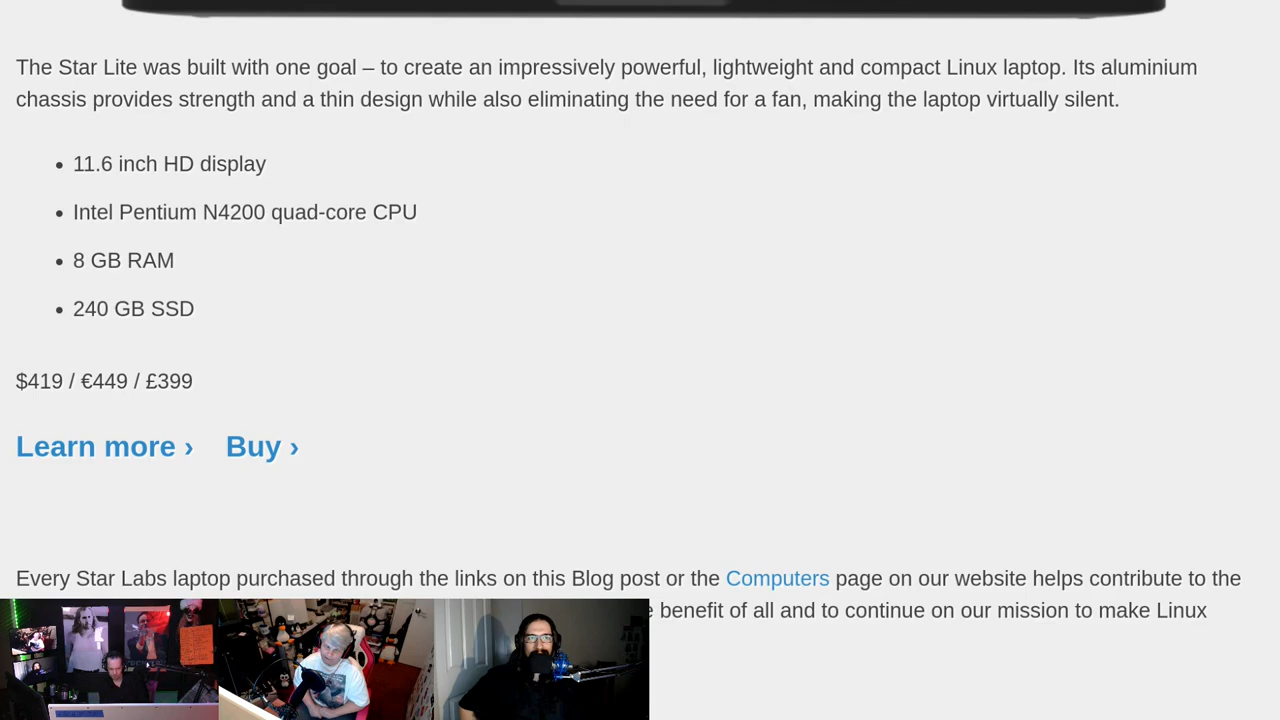 The Star Lite was built with one goal – to create an impressively powerful, lightweight and compact Linux laptop. Its aluminium
chassis provides strength and a thin design while also eliminating the need for a fan, making the laptop virtually silent.
• 11.6 inch HD display
• Intel Pentium N4200 quad-core CPU
• 8 GB RAM
• 240 GB SSD
$419 / €449 / £399
Learn more › Buy ›
Every Star Labs laptop purchased through the links on this Blog post or the Computers page on our website helps contribute to the
benefit of all and to continue on our mission to make Linux